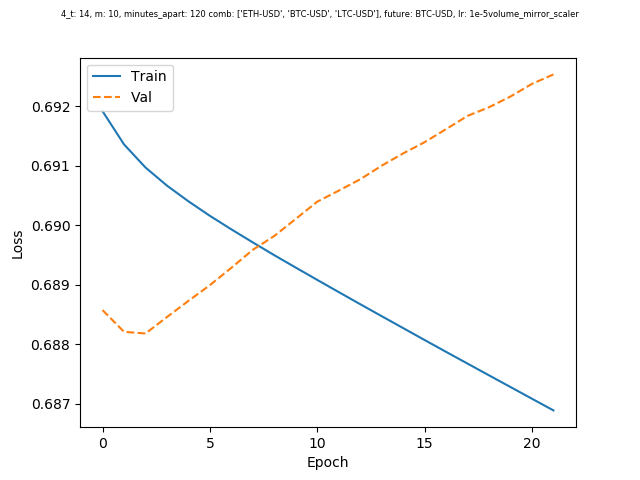 4_t: 14, m: 10, minutes_apart: 120 comb: ['ETH-USD', 'BTC-USD', 'LTC-USD'], future: BTC-USD, lr: 1e-5volume_mirror_scaler
Train
Val
0.692
0.691
0.690
0.689
0.688
0.687
Loss
0 5 10 15 20
Epoch